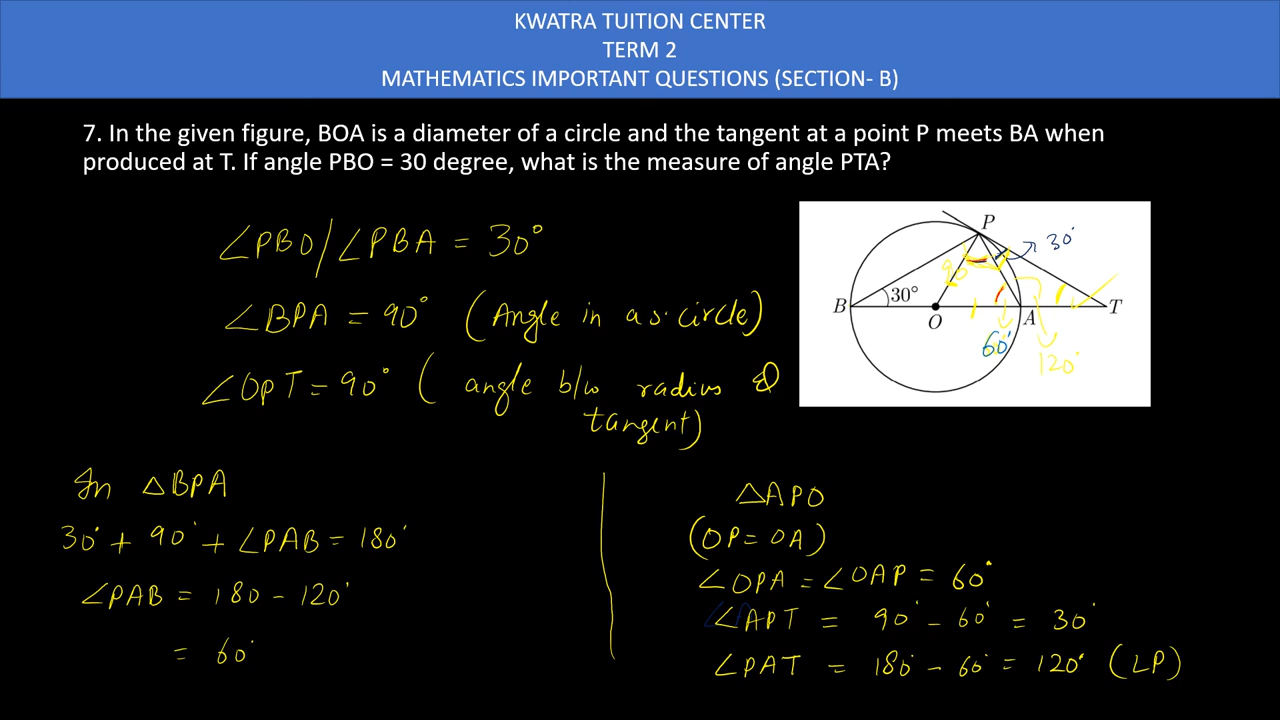 KWATRA TUITION CENTER
TERM 2
MATHEMATICS IMPORTANT QUESTIONS (SECTION- B)
7. In the given figure, BOA is a diameter of a circle and the tangent at a point P meets BA when
produced at T. If angle PBO = 30 degree, what is the measure of angle PTA?
∠PBO/∠PBA = 30°
∠BPA = 90° (Angle in a s. circle)
∠OPT = 90° ( angle b/w radius &
tangent)
P
30°
90
B
30°
O
A
T
60°
120°
In △BPA
30° + 90° + ∠PAB = 180°
∠PAB = 180 - 120°
= 60°
△APO
(OP = OA)
∠OPA = ∠OAP = 60°
∠APT = 90° - 60° = 30°
∠PAT = 180° - 60° = 120° (LP)